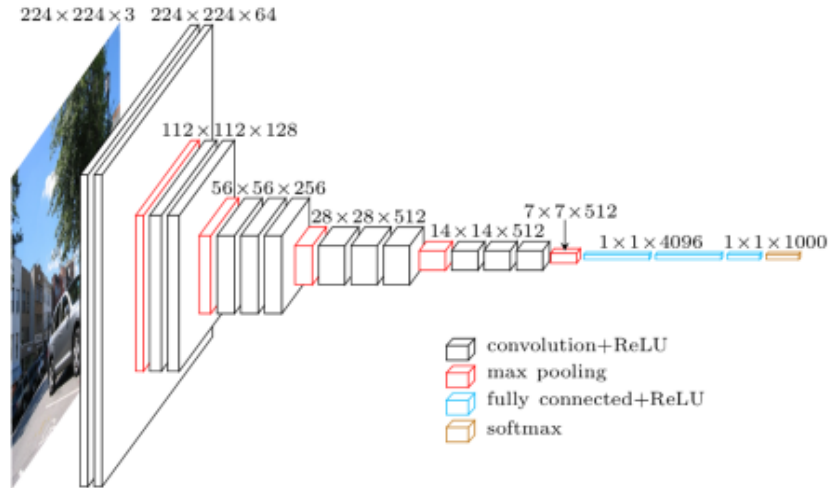 224×224×3
224×224×64
112×112×128
56×56×256
28×28×512
14×14×512
7×7×512
1×1×4096
1×1×1000
convolution+ReLU
max pooling
fully connected+ReLU
softmax